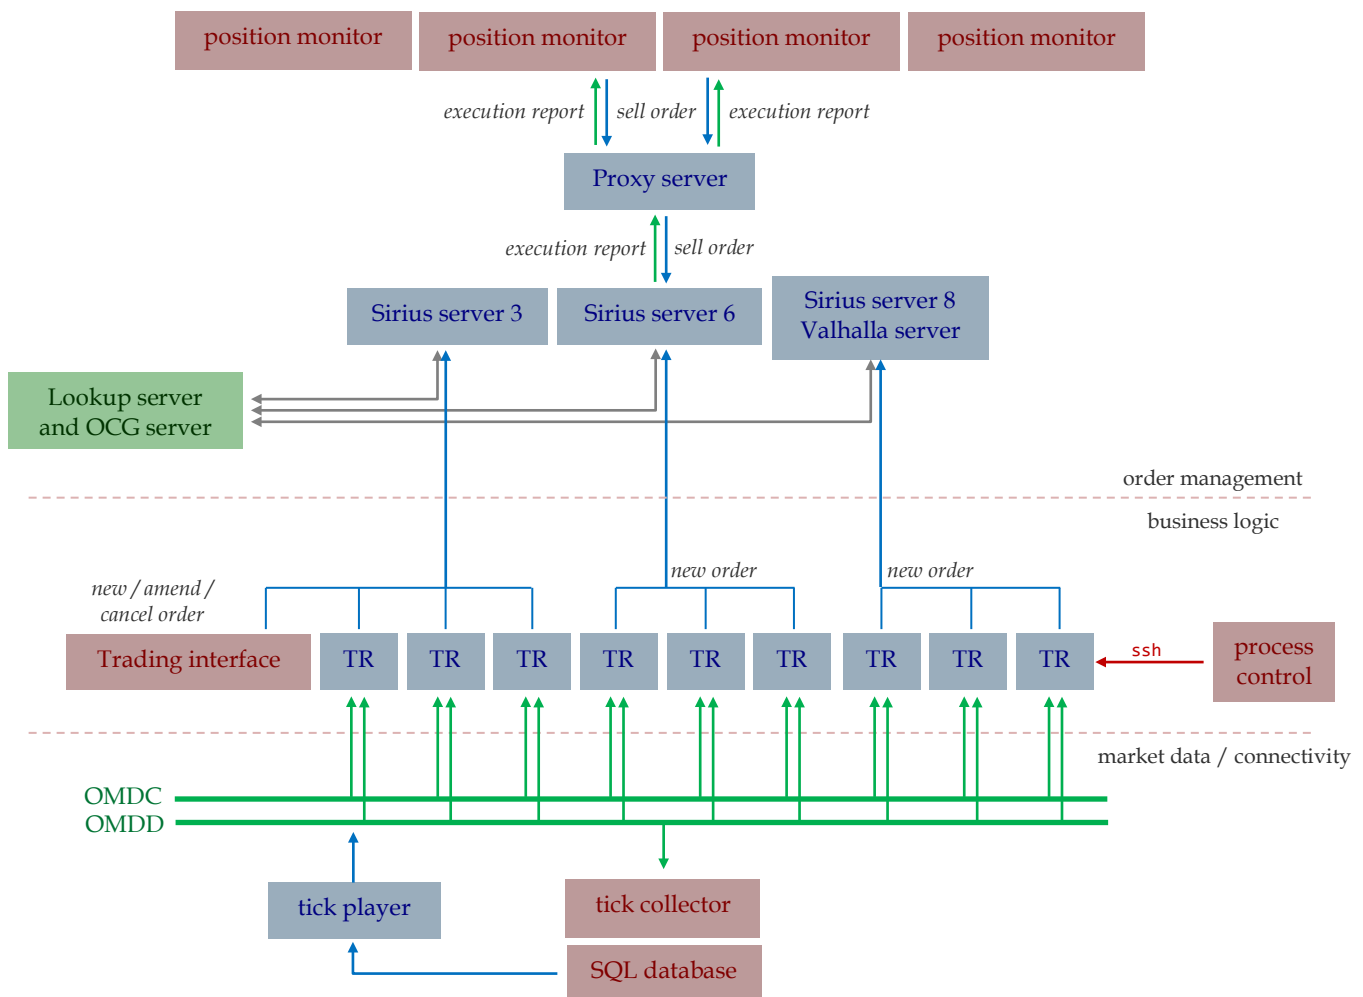 position monitor
position monitor
position monitor
position monitor
execution report
sell order
execution report
Proxy server
execution report
sell order
Sirius server 3
Sirius server 6
Sirius server 8
Valhalla server
Lookup server
and OCG server
order management
business logic
new / amend /
cancel order
new order
new order
Trading interface
TR
TR
TR
TR
TR
TR
TR
TR
TR
ssh
process
control
market data / connectivity
OMDC
OMDD
tick player
tick collector
SQL database